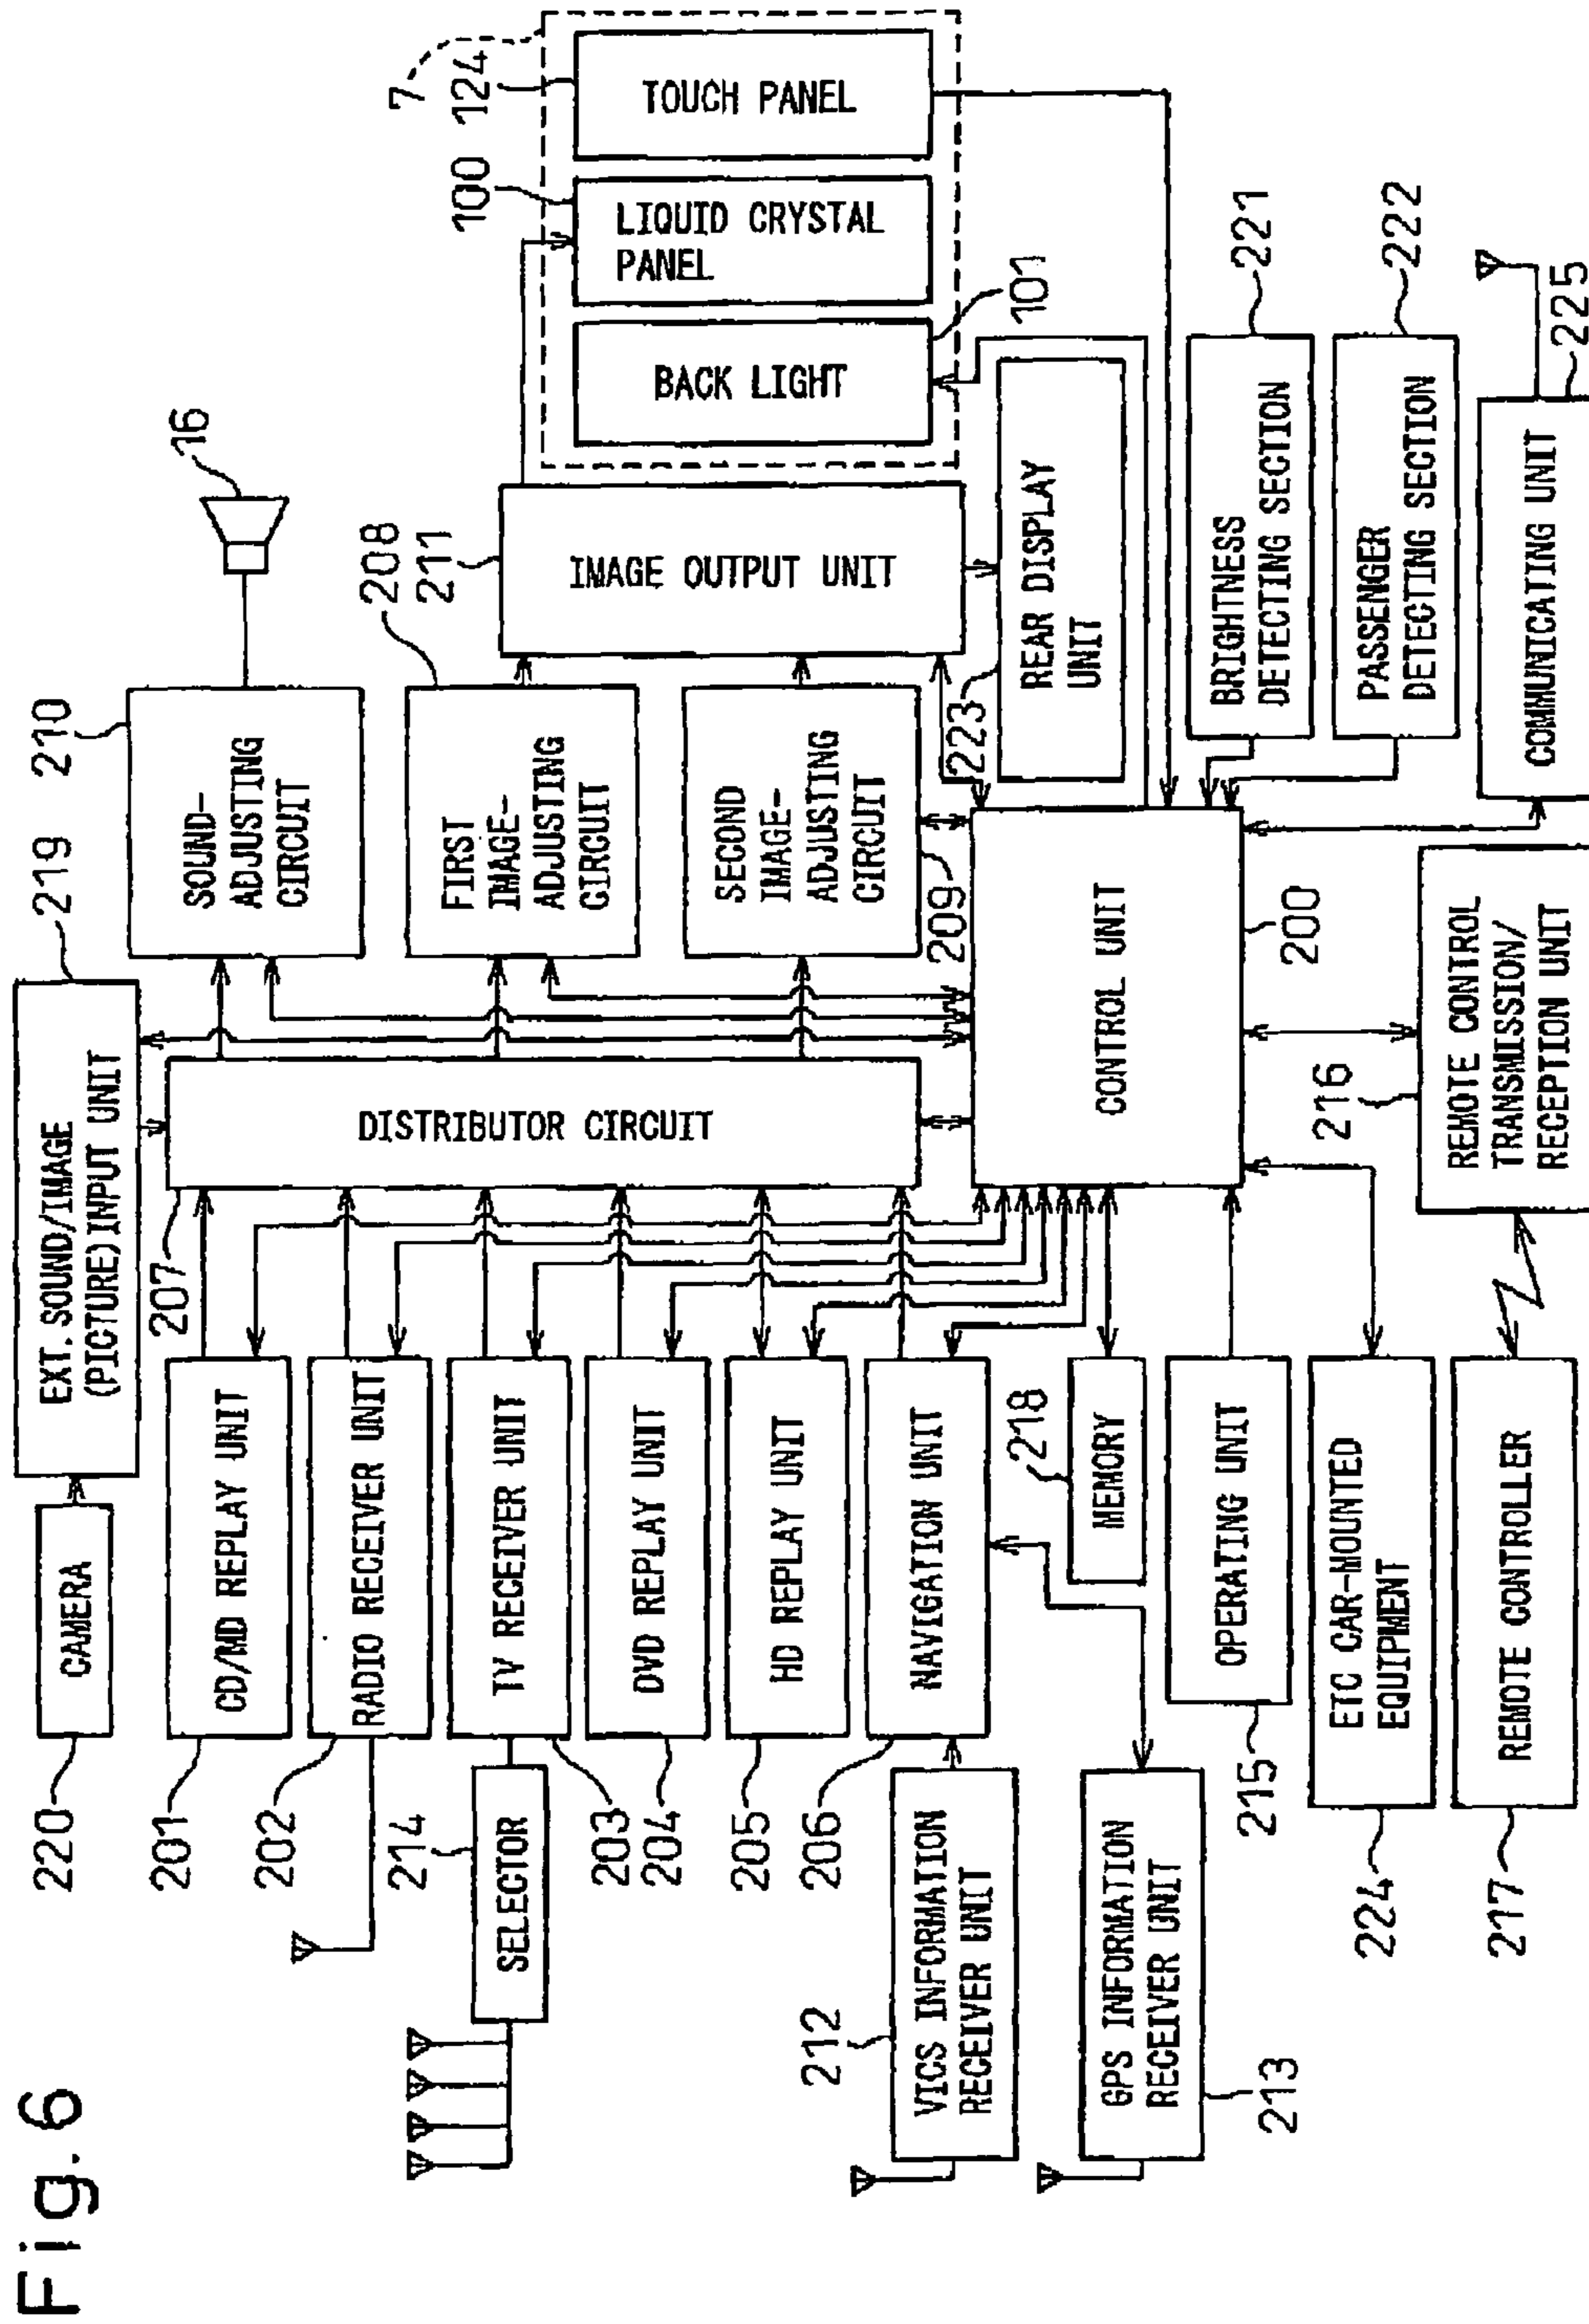 Fig.6
220
CAMERA
EXT.SOUND/IMAGE
(PICTURE)INPUT UNIT
219
210
16
201
CD/MD REPLAY UNIT
207
SOUND-
ADJUSTING
CIRCUIT
202
RADIO RECEIVER UNIT
208
211
7
124
214
SELECTOR
TV RECEIVER UNIT
203
DISTRIBUTOR CIRCUIT
FIRST
IMAGE-
ADJUSTING
CIRCUIT
IMAGE OUTPUT UNIT
100
TOUCH PANEL
LIQUID CRYSTAL
PANEL
BACK LIGHT
101
204
DVD REPLAY UNIT
205
HD REPLAY UNIT
SECOND
IMAGE-
ADJUSTING
CIRCUIT
209
206
NAVIGATION UNIT
212
VICS INFORMATION
RECEIVER UNIT
218
MEMORY
223
REAR DISPLAY
UNIT
GPS INFORMATION
RECEIVER UNIT
213
CONTROL UNIT
200
OPERATING UNIT
215
BRIGHTNESS
DETECTING SECTION
221
216
224
ETC CAR-MOUNTED
EQUIPMENT
PASSENGER
DETECTING SECTION
222
217
REMOTE CONTROLLER
REMOTE CONTROL
TRANSMISSION/
RECEPTION UNIT
COMMUNICATING UNIT
225